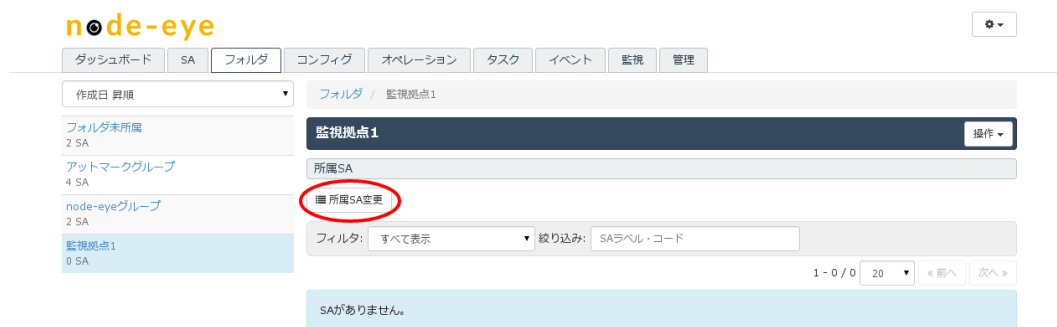 node-eye
ダッシュボード SA フォルダ コンフィグ オペレーション タスク イベント 監視 管理
作成日 昇順
フォルダ / 監視拠点1
フォルダ未所属
2 SA
監視拠点1 操作
アットマークグループ
4 SA
所属SA
node-eyeグループ
2 SA
所属SA変更
監視拠点1
0 SA
フィルタ: すべて表示 絞り込み: SAラベル・コード
1 - 0 / 0 20 «前へ 次へ»
SAがありません。